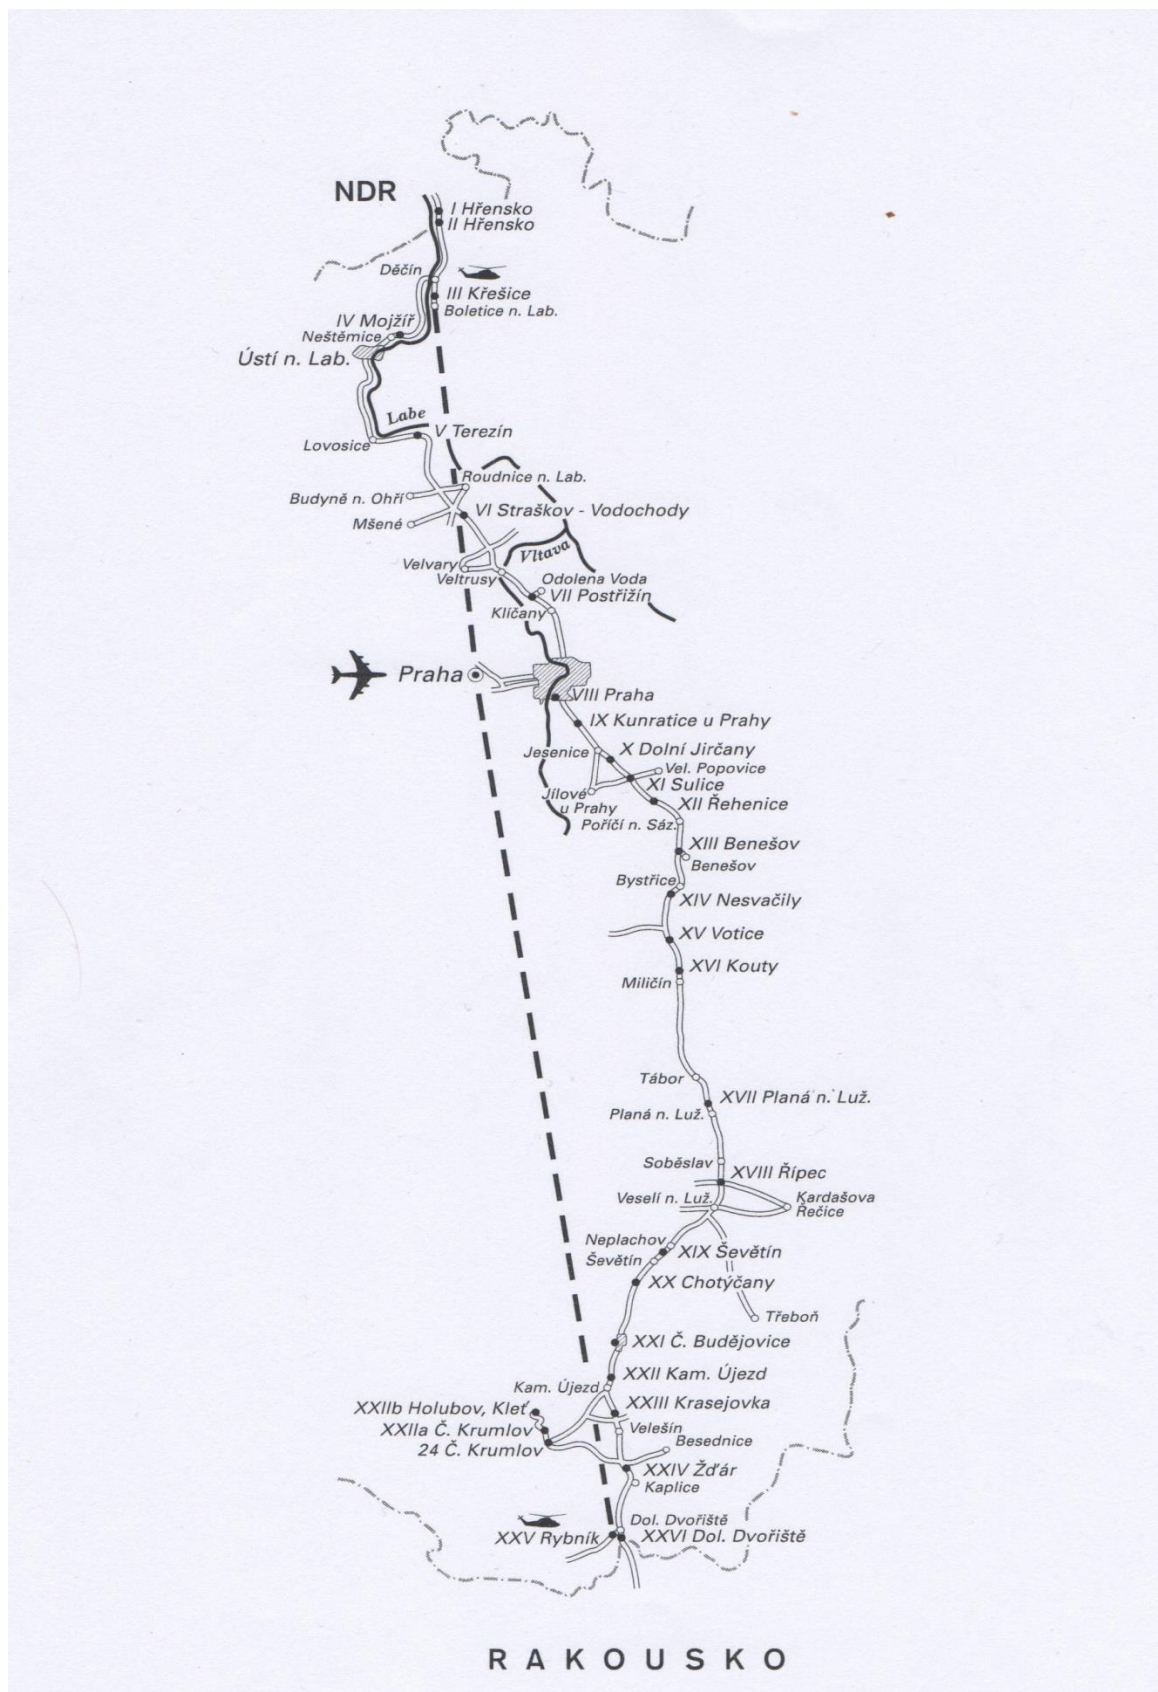 NDR
I Hřensko
II Hřensko
Děčín
III Křešice
Boletice n. Lab.
IV Mojžíř
Neštěmice
Ústí n. Lab.
Labe
V Terezín
Lovosice
Roudnice n. Lab.
Budyně n. Ohří
VI Straškov - Vodochody
Mšené
Vltava
Velvary
Veltrusy
Odolena Voda
VII Postřižín
Klíčany
Praha
VIII Praha
IX Kunratice u Prahy
Jesenice
X Dolní Jirčany
Vel. Popovice
XI Sulice
Jílové
u Prahy
XII Řehenice
Poříčí n. Sáz.
XIII Benešov
Benešov
Bystřice
XIV Nesvačily
XV Votice
XVI Kouty
Miličín
Tábor
XVII Planá n. Luž.
Planá n. Luž.
Soběslav
XVIII Řípec
Veselí n. Luž.
Kardašova
Řečice
Neplachov
XIX Ševětín
Ševětín
XX Chotýčany
Třeboň
XXI Č. Budějovice
XXII Kam. Újezd
Kam. Újezd
XXIIb Holubov, Kleť
XXIII Krasejovka
XXIIa Č. Krumlov
Velešín
24 Č. Krumlov
Besednice
XXIV Žďár
Kaplice
Dol. Dvořiště
XXV Rybník
XXVI Dol. Dvořiště
RAKOUSKO